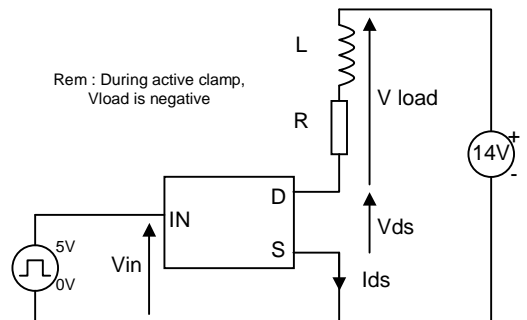 L
Rem : During active clamp,
Vload is negative
V load
R
14V
+
-
D
IN
Vds
S
5V
0V
Vin
Ids